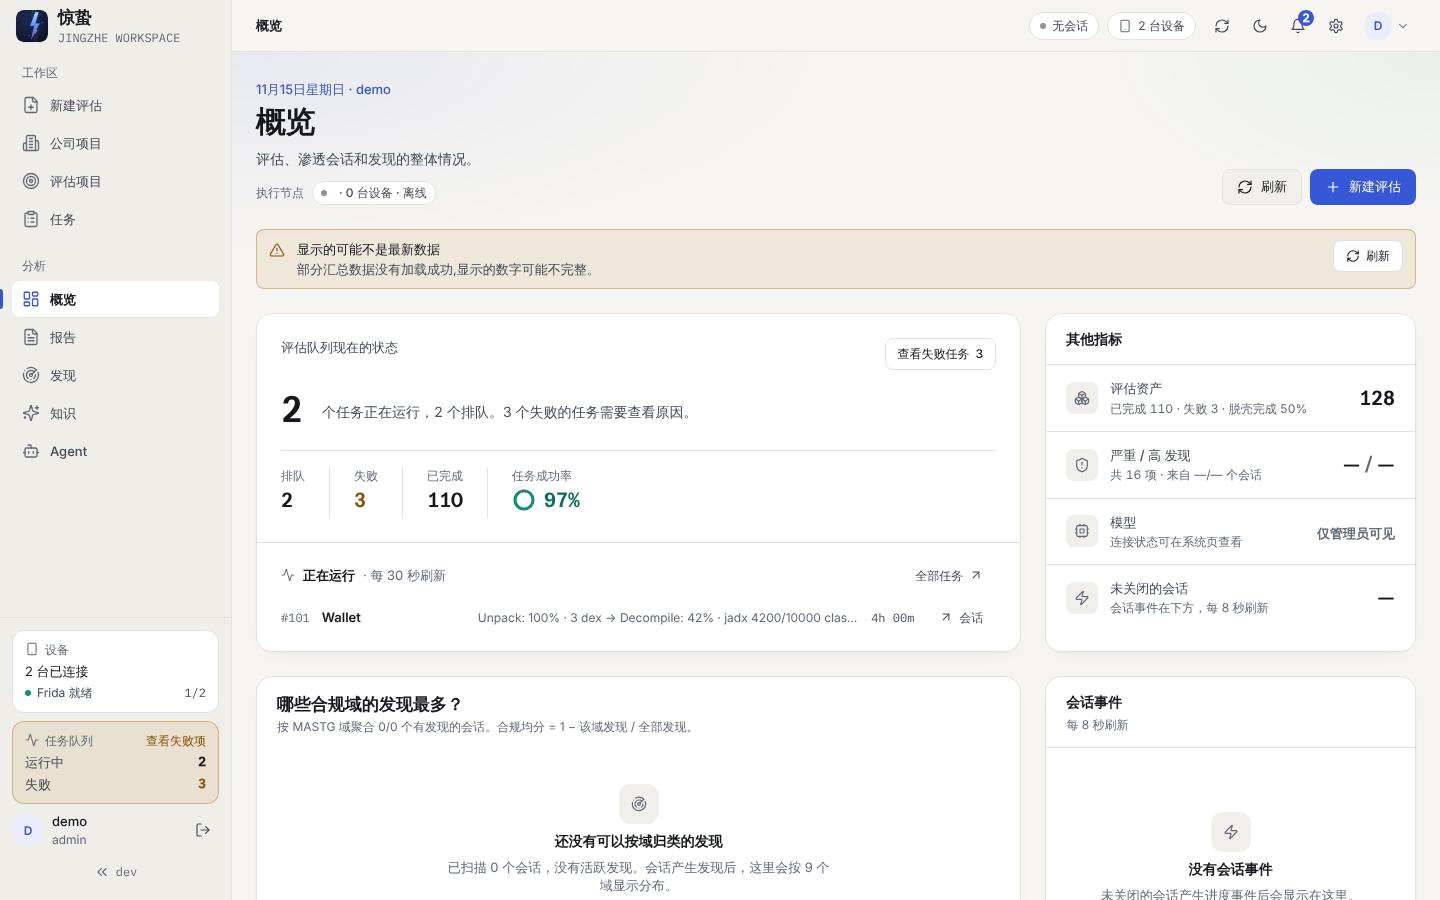 惊蛰
JINGZHE WORKSPACE
工作区
新建评估
公司项目
评估项目
任务
分析
概览
报告
发现
知识
Agent
设备
2 台已连接
Frida 就绪 1/2
任务队列 查看失败项
运行中 2
失败 3
D demo
admin
dev
概览
无会话
2 台设备
2
D
11月15日星期日 · demo
概览
评估、渗透会话和发现的整体情况。
执行节点 · 0 台设备 · 离线
刷新
新建评估
显示的可能不是最新数据
部分汇总数据没有加载成功,显示的数字可能不完整。
刷新
评估队列现在的状态
查看失败任务 3
2 个任务正在运行，2 个排队。3 个失败的任务需要查看原因。
排队 失败 已完成 任务成功率
2 3 110 97%
正在运行 · 每 30 秒刷新 全部任务
#101 Wallet Unpack: 100% · 3 dex → Decompile: 42% · jadx 4200/10000 clas... 4h 00m 会话
其他指标
评估资产
已完成 110 · 失败 3 · 脱壳完成 50%
128
严重 / 高 发现
共 16 项 · 来自 —/— 个会话
— / —
模型
连接状态可在系统页查看
仅管理员可见
未关闭的会话
会话事件在下方，每 8 秒刷新
—
哪些合规域的发现最多？
按 MASTG 域聚合 0/0 个有发现的会话。合规均分 = 1 − 该域发现 / 全部发现。
还没有可以按域归类的发现
已扫描 0 个会话，没有活跃发现。会话产生发现后，这里会按 9 个
域显示分布。
会话事件
每 8 秒刷新
没有会话事件
未关闭的会话产生进度事件后会显示在这里。